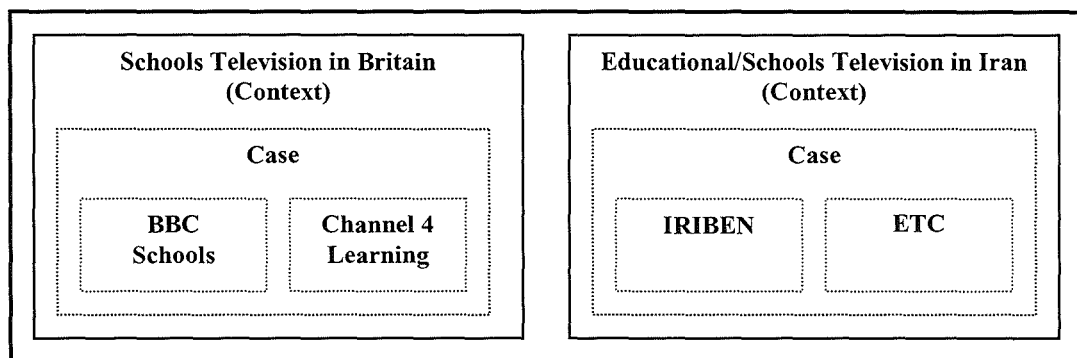 Schools Television in Britain
(Context)
Case
BBC
Schools
Channel 4
Learning
Educational/Schools Television in Iran
(Context)
Case
IRIBEN
ETC